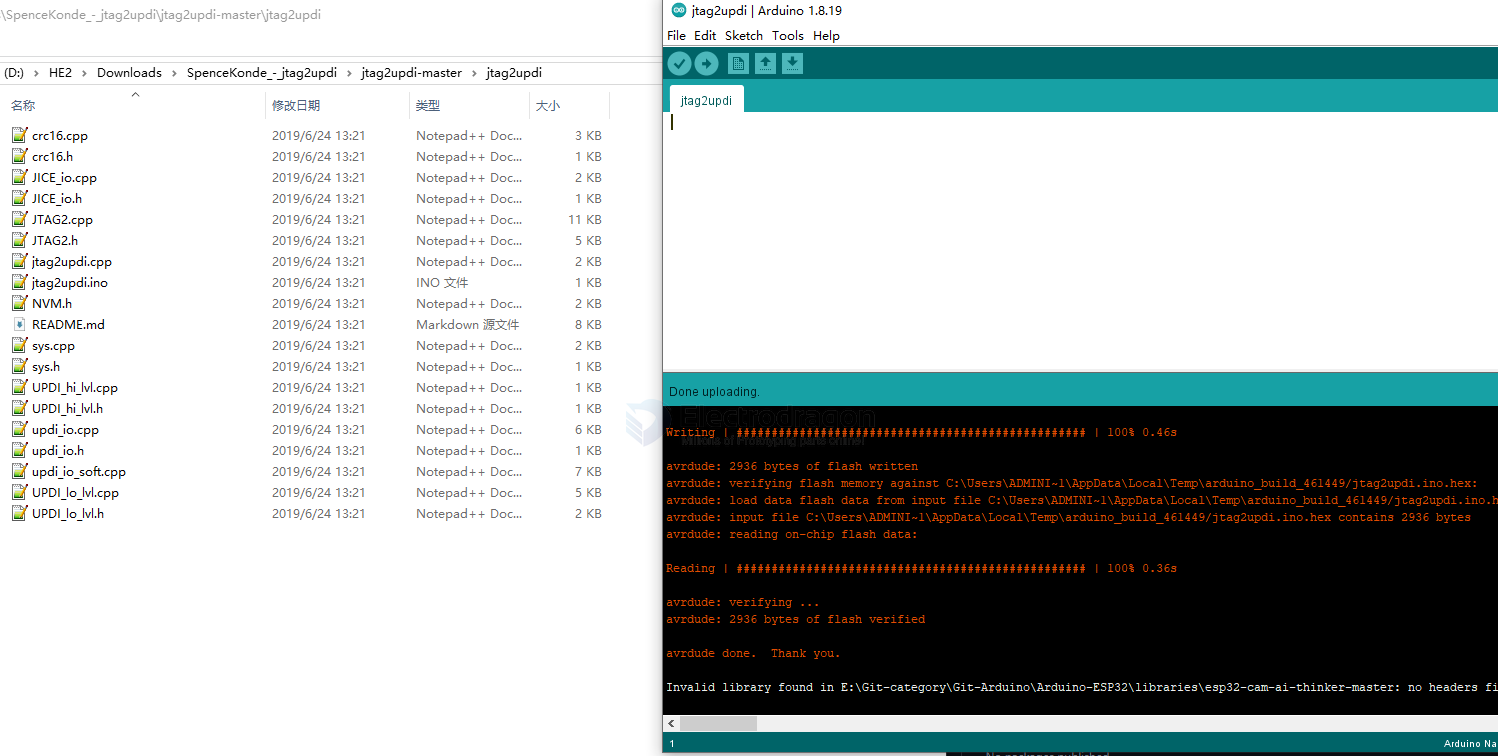 \SpenceKonde_-_jtag2updi\jtag2updi-master\jtag2updi
(D:) › HE2 › Downloads › SpenceKonde_-_jtag2updi › jtag2updi-master › jtag2updi
名称 修改日期 类型 大小
crc16.cpp 2019/6/24 13:21 Notepad++ Doc... 3 KB
crc16.h 2019/6/24 13:21 Notepad++ Doc... 1 KB
JICE_io.cpp 2019/6/24 13:21 Notepad++ Doc... 2 KB
JICE_io.h 2019/6/24 13:21 Notepad++ Doc... 1 KB
JTAG2.cpp 2019/6/24 13:21 Notepad++ Doc... 11 KB
JTAG2.h 2019/6/24 13:21 Notepad++ Doc... 5 KB
jtag2updi.cpp 2019/6/24 13:21 Notepad++ Doc... 2 KB
jtag2updi.ino 2019/6/24 13:21 INO 文件 1 KB
NVM.h 2019/6/24 13:21 Notepad++ Doc... 2 KB
README.md 2019/6/24 13:21 Markdown 源文件 8 KB
sys.cpp 2019/6/24 13:21 Notepad++ Doc... 2 KB
sys.h 2019/6/24 13:21 Notepad++ Doc... 1 KB
UPDI_hi_lvl.cpp 2019/6/24 13:21 Notepad++ Doc... 1 KB
UPDI_hi_lvl.h 2019/6/24 13:21 Notepad++ Doc... 1 KB
updi_io.cpp 2019/6/24 13:21 Notepad++ Doc... 6 KB
updi_io.h 2019/6/24 13:21 Notepad++ Doc... 1 KB
updi_io_soft.cpp 2019/6/24 13:21 Notepad++ Doc... 7 KB
UPDI_lo_lvl.cpp 2019/6/24 13:21 Notepad++ Doc... 5 KB
UPDI_lo_lvl.h 2019/6/24 13:21 Notepad++ Doc... 2 KB
jtag2updi | Arduino 1.8.19
File Edit Sketch Tools Help
jtag2updi
Done uploading.
Electrodragon
Writing | ################################################## | 100% 0.46s
avrdude: 2936 bytes of flash written
avrdude: verifying flash memory against C:\Users\ADMINI~1\AppData\Local\Temp\arduino_build_461449/jtag2updi.ino.hex:
avrdude: load data flash data from input file C:\Users\ADMINI~1\AppData\Local\Temp\arduino_build_461449/jtag2updi.ino.h
avrdude: input file C:\Users\ADMINI~1\AppData\Local\Temp\arduino_build_461449/jtag2updi.ino.hex contains 2936 bytes
avrdude: reading on-chip flash data:
Reading | ################################################## | 100% 0.36s
avrdude: verifying ...
avrdude: 2936 bytes of flash verified
avrdude done.  Thank you.
Invalid library found in E:\Git-category\Git-Arduino\Arduino-ESP32\libraries\esp32-cam-ai-thinker-master: no headers fi
1 Arduino Na